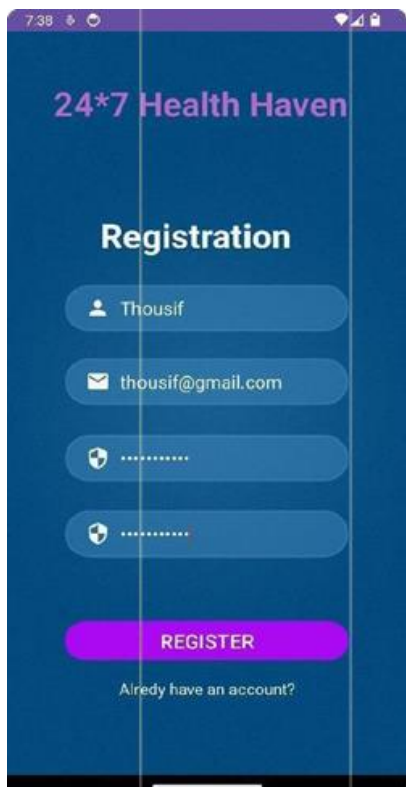 7:38
24*7 Health Haven
Registration
Thousif
thousif@gmail.com
•••••••••••
•••••••••••
REGISTER
Alredy have an account?